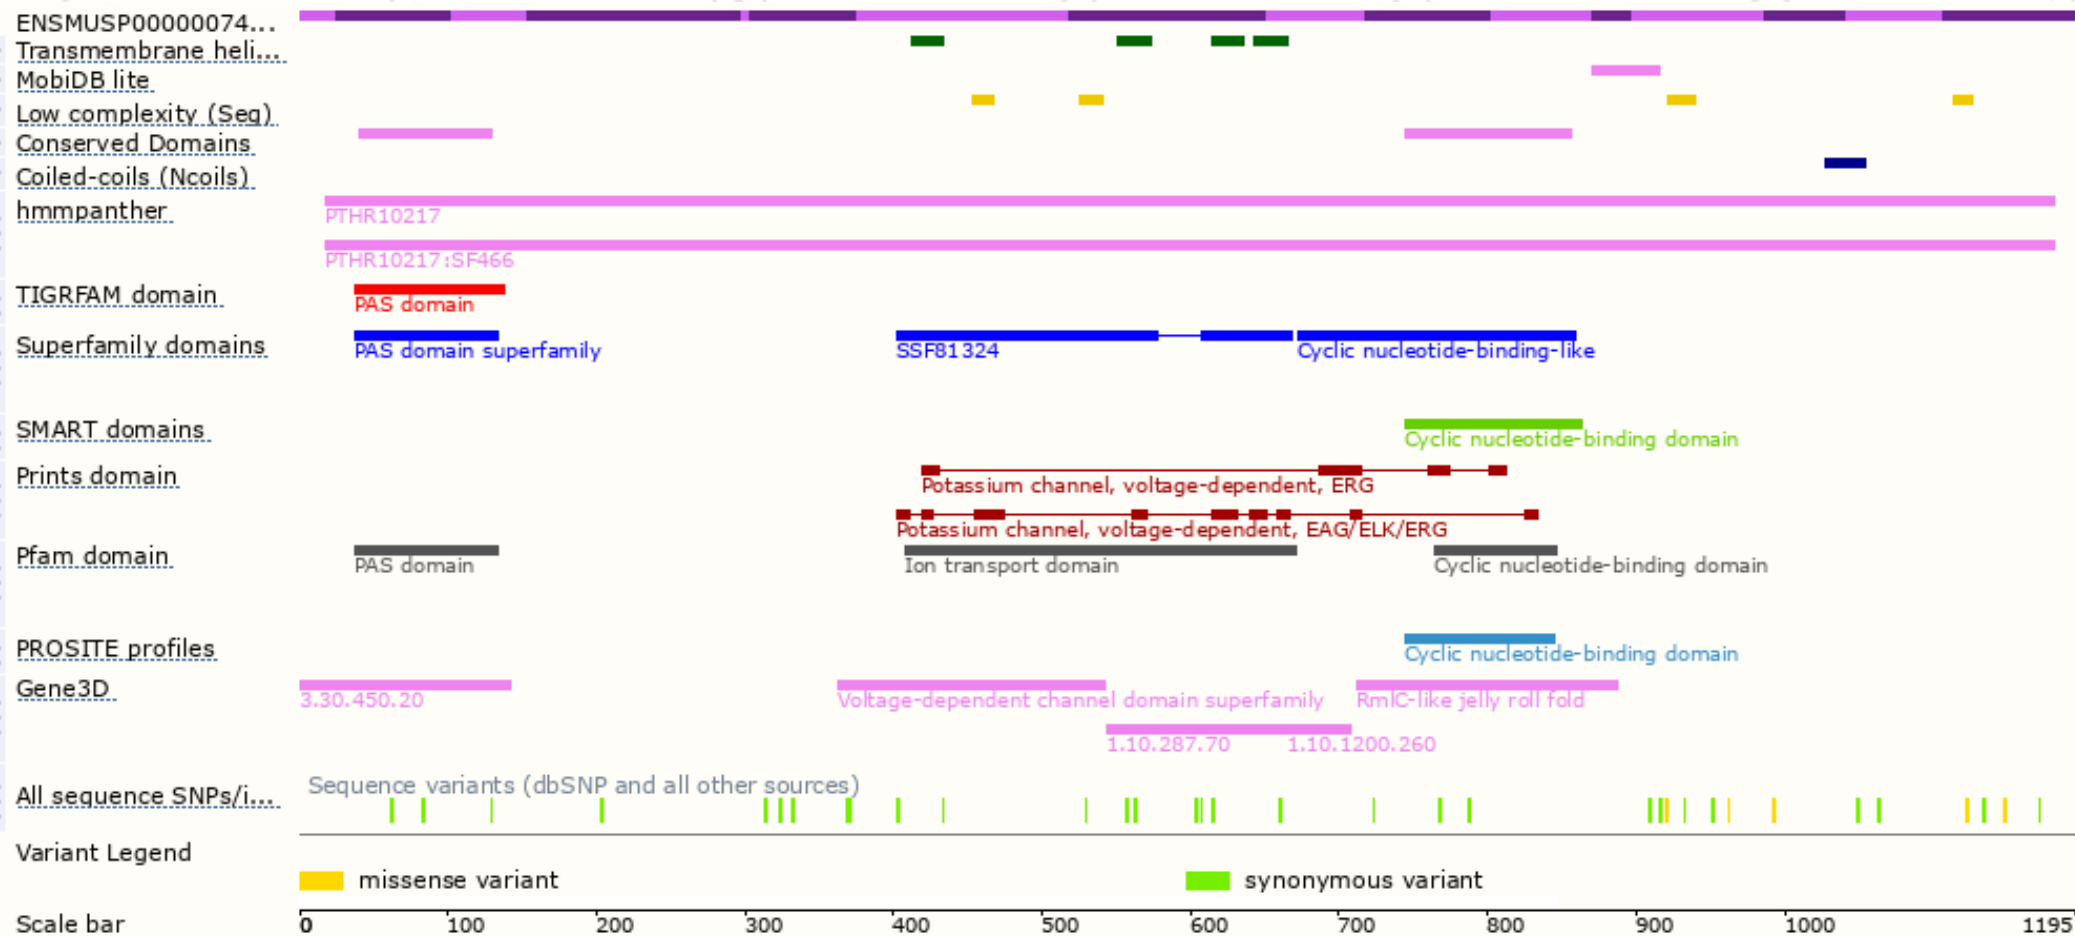 ENSMUSP00000074...
Transmembrane heli...
MobiDB lite
Low complexity (Seg)
Conserved Domains
Coiled-coils (Ncoils)
hmmpanther
PTHR10217
PTHR10217:SF466
TIGRFAM domain
PAS domain
Superfamily domains
PAS domain superfamily
SSF81324
Cyclic nucleotide-binding-like
SMART domains
Cyclic nucleotide-binding domain
Prints domain
Potassium channel, voltage-dependent, ERG
Potassium channel, voltage-dependent, EAG/ELK/ERG
Pfam domain
PAS domain
Ion transport domain
Cyclic nucleotide-binding domain
PROSITE profiles
Cyclic nucleotide-binding domain
Gene3D
3.30.450.20
Voltage-dependent channel domain superfamily
RmlC-like jelly roll fold
1.10.287.70
1.10.1200.260
Sequence variants (dbSNP and all other sources)
All sequence SNPs/i...
Variant Legend
missense variant
synonymous variant
Scale bar
0 100 200 300 400 500 600 700 800 900 1000 1195